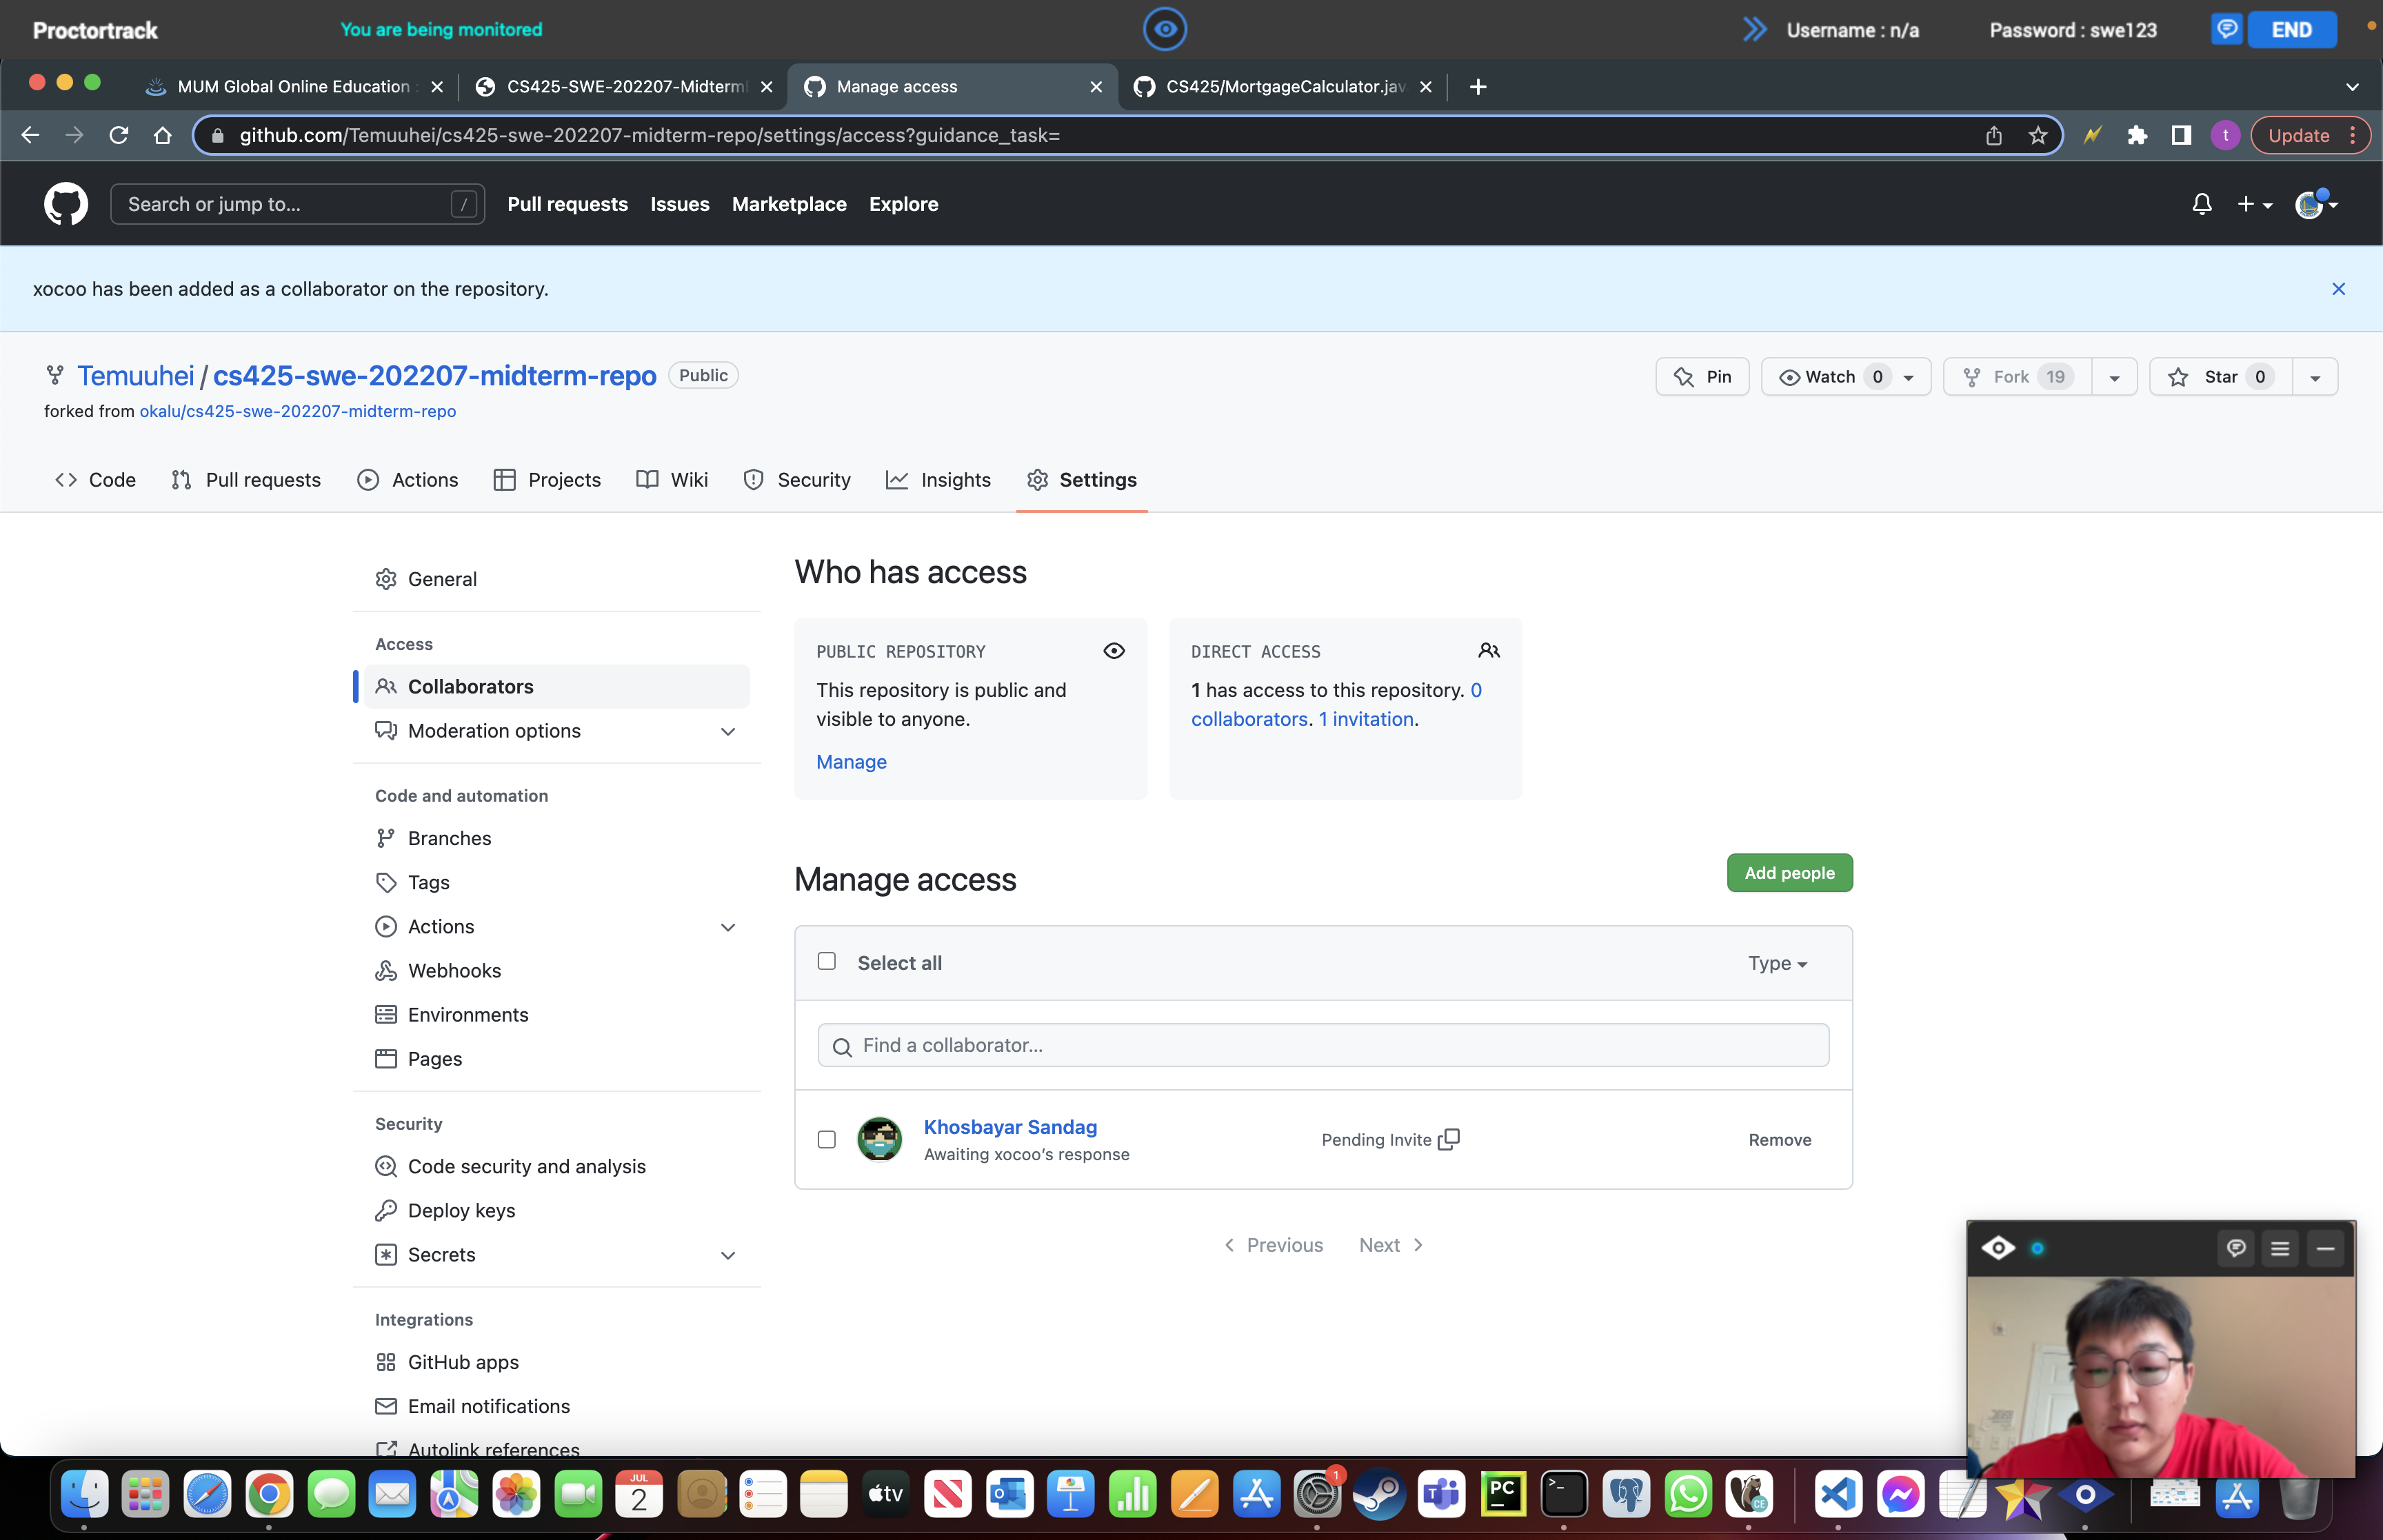 Proctortrack You are being monitored Username : n/a Password : swe123 END
MUM Global Online Education : CS425-SWE-202207-Midterm Manage access CS425/MortgageCalculator.jav
github.com/Temuuhei/cs425-swe-202207-midterm-repo/settings/access?guidance_task= t Update
Search or jump to... / Pull requests Issues Marketplace Explore
xocoo has been added as a collaborator on the repository.
Temuuhei / cs425-swe-202207-midterm-repo Public Pin Watch 0 Fork 19 Star 0
forked from okalu/cs425-swe-202207-midterm-repo
Code Pull requests Actions Projects Wiki Security Insights Settings
General
Access
Collaborators
Moderation options
Code and automation
Branches
Tags
Actions
Webhooks
Environments
Pages
Security
Code security and analysis
Deploy keys
Secrets
Integrations
GitHub apps
Email notifications
Autolink references
Who has access
PUBLIC REPOSITORY
This repository is public and
visible to anyone.
Manage
DIRECT ACCESS
1 has access to this repository. 0
collaborators. 1 invitation.
Manage access
Add people
Select all Type
Find a collaborator...
Khosbayar Sandag
Awaiting xocoo's response
Pending Invite
Remove
Previous Next
JUL
2
tv
1
T
PC
>_
CE